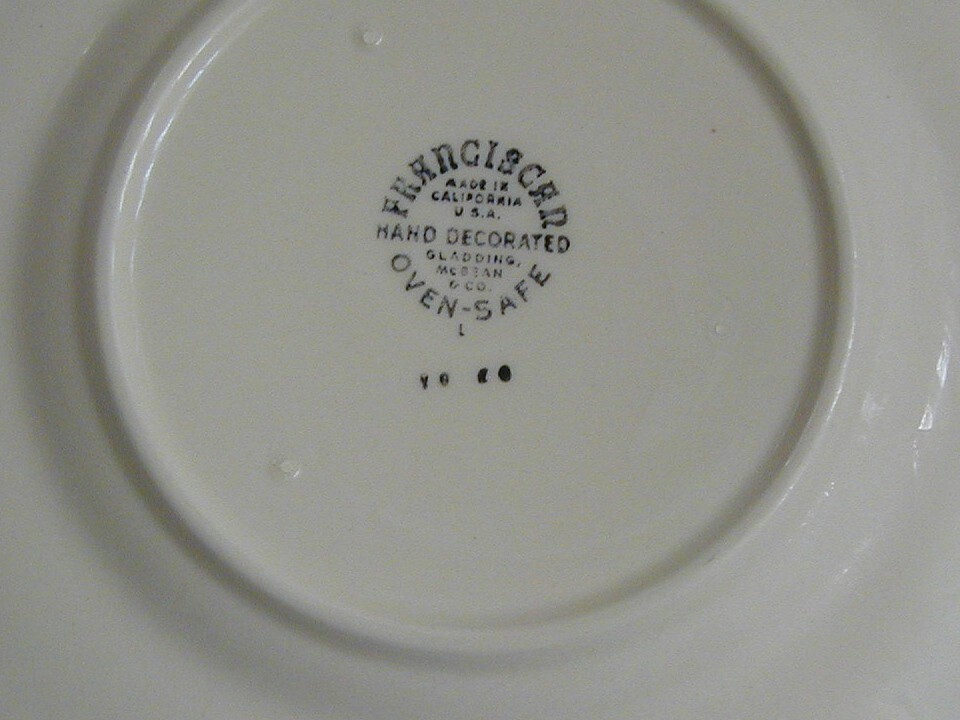 FRANCISCAN
MADE IN
CALIFORNIA
U.S.A.
HAND DECORATED
GLADDING,
McBEAN
& CO.
OVEN-SAFE
L